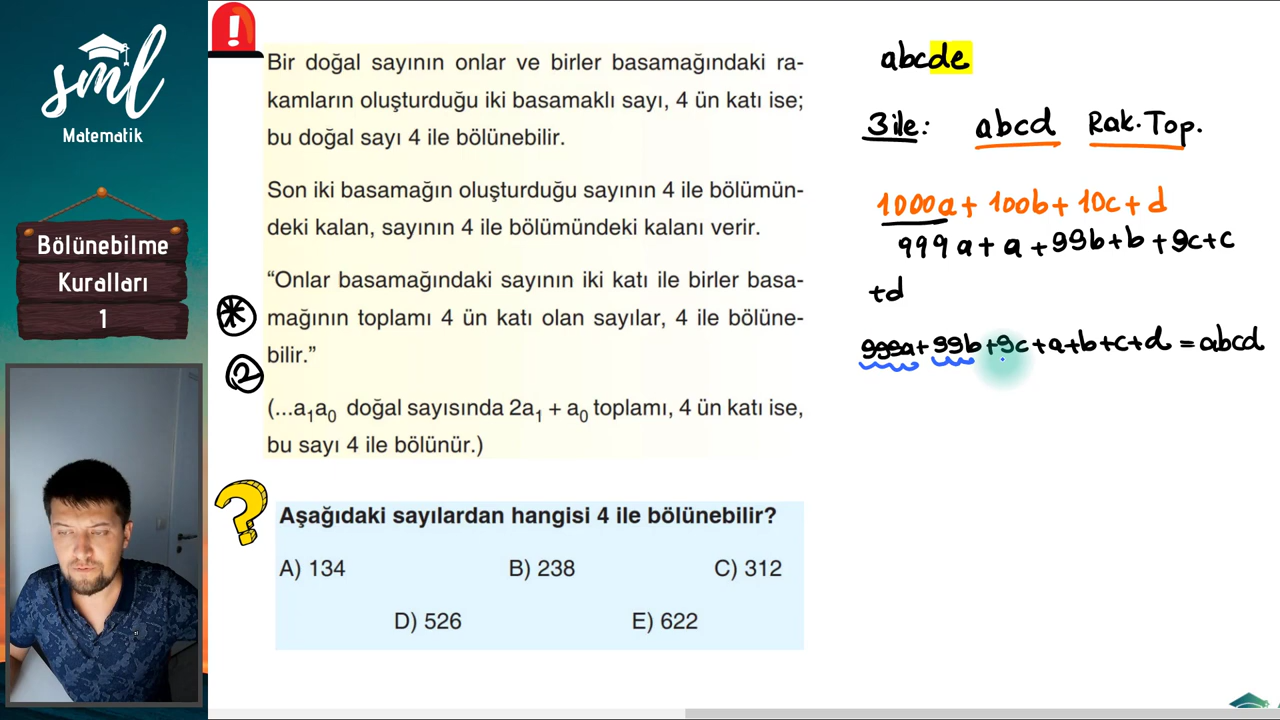 sml
Matematik
Bölünebilme
Kuralları
1
!
Bir doğal sayının onlar ve birler basamağındaki ra-
kamların oluşturduğu iki basamaklı sayı, 4 ün katı ise;
bu doğal sayı 4 ile bölünebilir.
Son iki basamağın oluşturduğu sayının 4 ile bölümün-
deki kalan, sayının 4 ile bölümündeki kalanı verir.
“Onlar basamağındaki sayının iki katı ile birler basa-
mağının toplamı 4 ün katı olan sayılar, 4 ile bölüne-
bilir.”
*
2
(...a₁a₀ doğal sayısında 2a₁ + a₀ toplamı, 4 ün katı ise,
bu sayı 4 ile bölünür.)
?
Aşağıdaki sayılardan hangisi 4 ile bölünebilir?
A) 134 B) 238 C) 312
D) 526 E) 622
abcde
3 ile: abcd Rak. Top.
1000a + 100b + 10c + d
999a + a + 99b + b + 9c + c
+d
999a + 99b + 9c + a + b + c + d = abcd